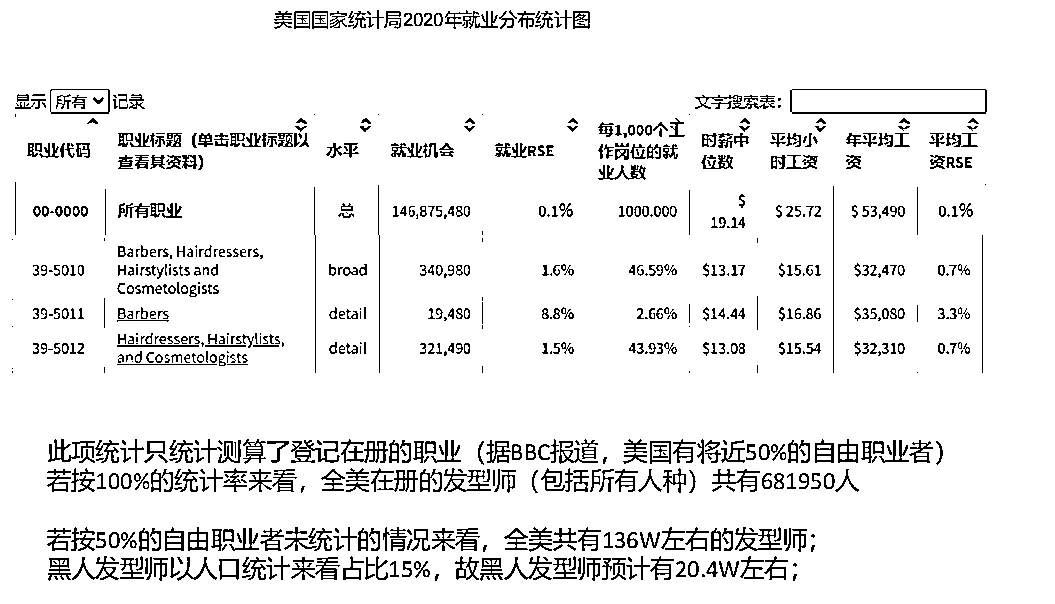 美国国家统计局2020年就业分布统计图
显示 所有 记录 文字搜索表：
职业代码 职业标题（单击职业标题以查看其资料） 水平 就业机会 就业RSE 每1,000个工作岗位的就业人数 时薪中位数 平均小时工资 年平均工资 平均工资RSE
00-0000 所有职业 总 146,875,480 0.1% 1000.000 $ 19.14 $ 25.72 $ 53,490 0.1%
39-5010 Barbers, Hairdressers, Hairstylists and Cosmetologists broad 340,980 1.6% 46.59% $13.17 $15.61 $32,470 0.7%
39-5011 Barbers detail 19,480 8.8% 2.66% $14.44 $16.86 $35,080 3.3%
39-5012 Hairdressers, Hairstylists, and Cosmetologists detail 321,490 1.5% 43.93% $13.08 $15.54 $32,310 0.7%
此项统计只统计测算了登记在册的职业（据BBC报道，美国有将近50%的自由职业者）
若按100%的统计率来看，全美在册的发型师（包括所有人种）共有681950人
若按50%的自由职业者未统计的情况来看，全美共有136W左右的发型师；
黑人发型师以人口统计来看占比15%，故黑人发型师预计有20.4W左右；